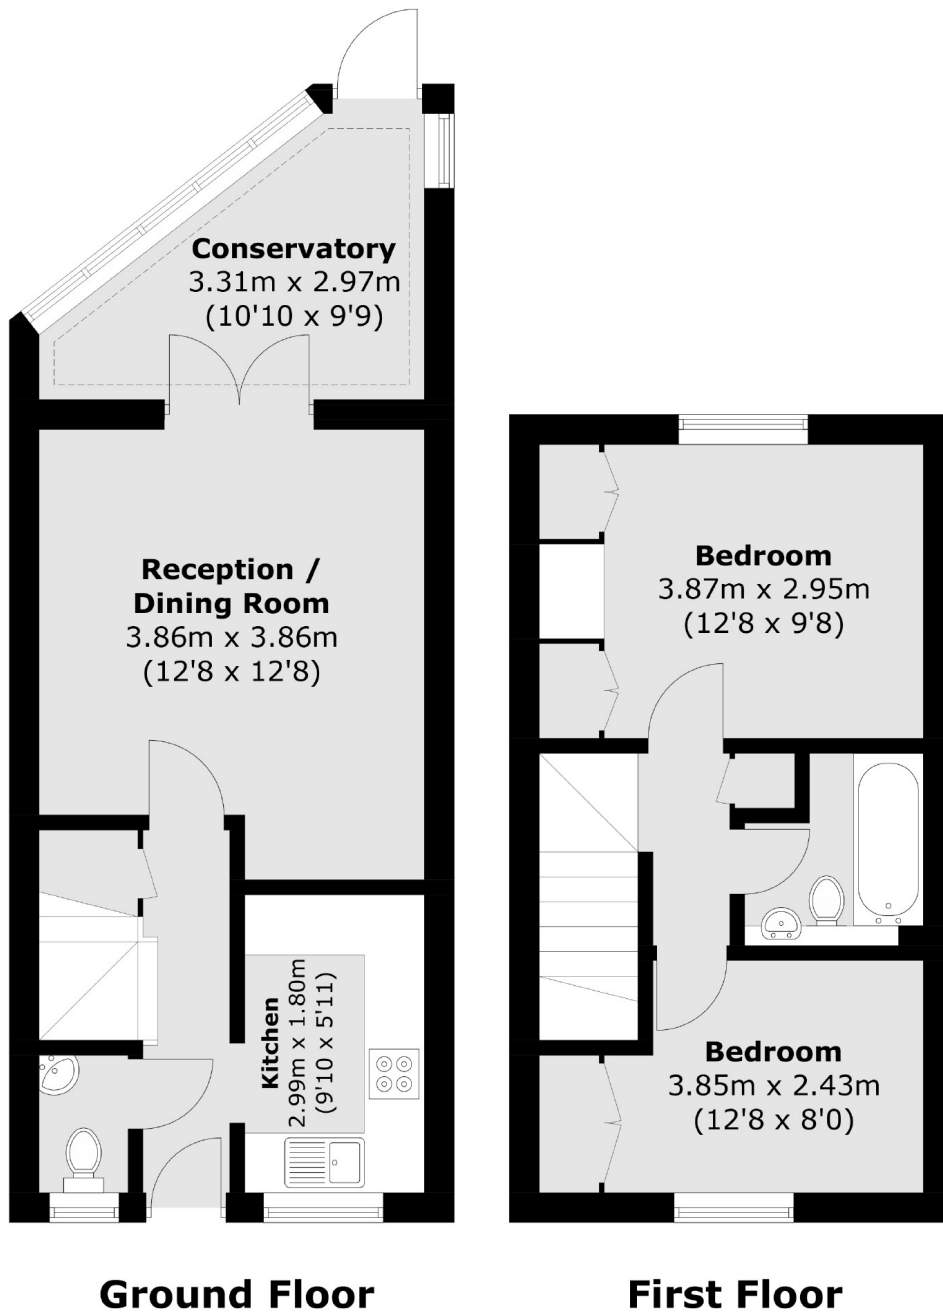 Conservatory
3.31m x 2.97m
(10'10 x 9'9)
Reception /
Dining Room
3.86m x 3.86m
(12'8 x 12'8)
Kitchen
2.99m x 1.80m
(9'10 x 5'11)
Ground Floor
Bedroom
3.87m x 2.95m
(12'8 x 9'8)
Bedroom
3.85m x 2.43m
(12'8 x 8'0)
First Floor